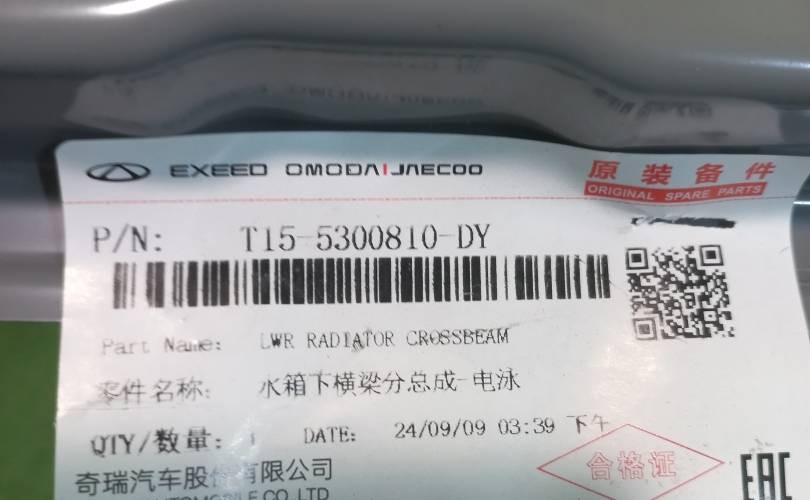 EXEED OMODA JAECOO
原装备件
ORIGINAL SPARE PARTS
P/N: T15-5300810-DY
Part Name: LWR RADIATOR CROSSBEAM
零件名称: 水箱下横梁分总成-电泳
QTY/数量: 1 DATE: 24/09/09 03:39 下午
奇瑞汽车股份有限公司
合格证
EAC
CO., LTD